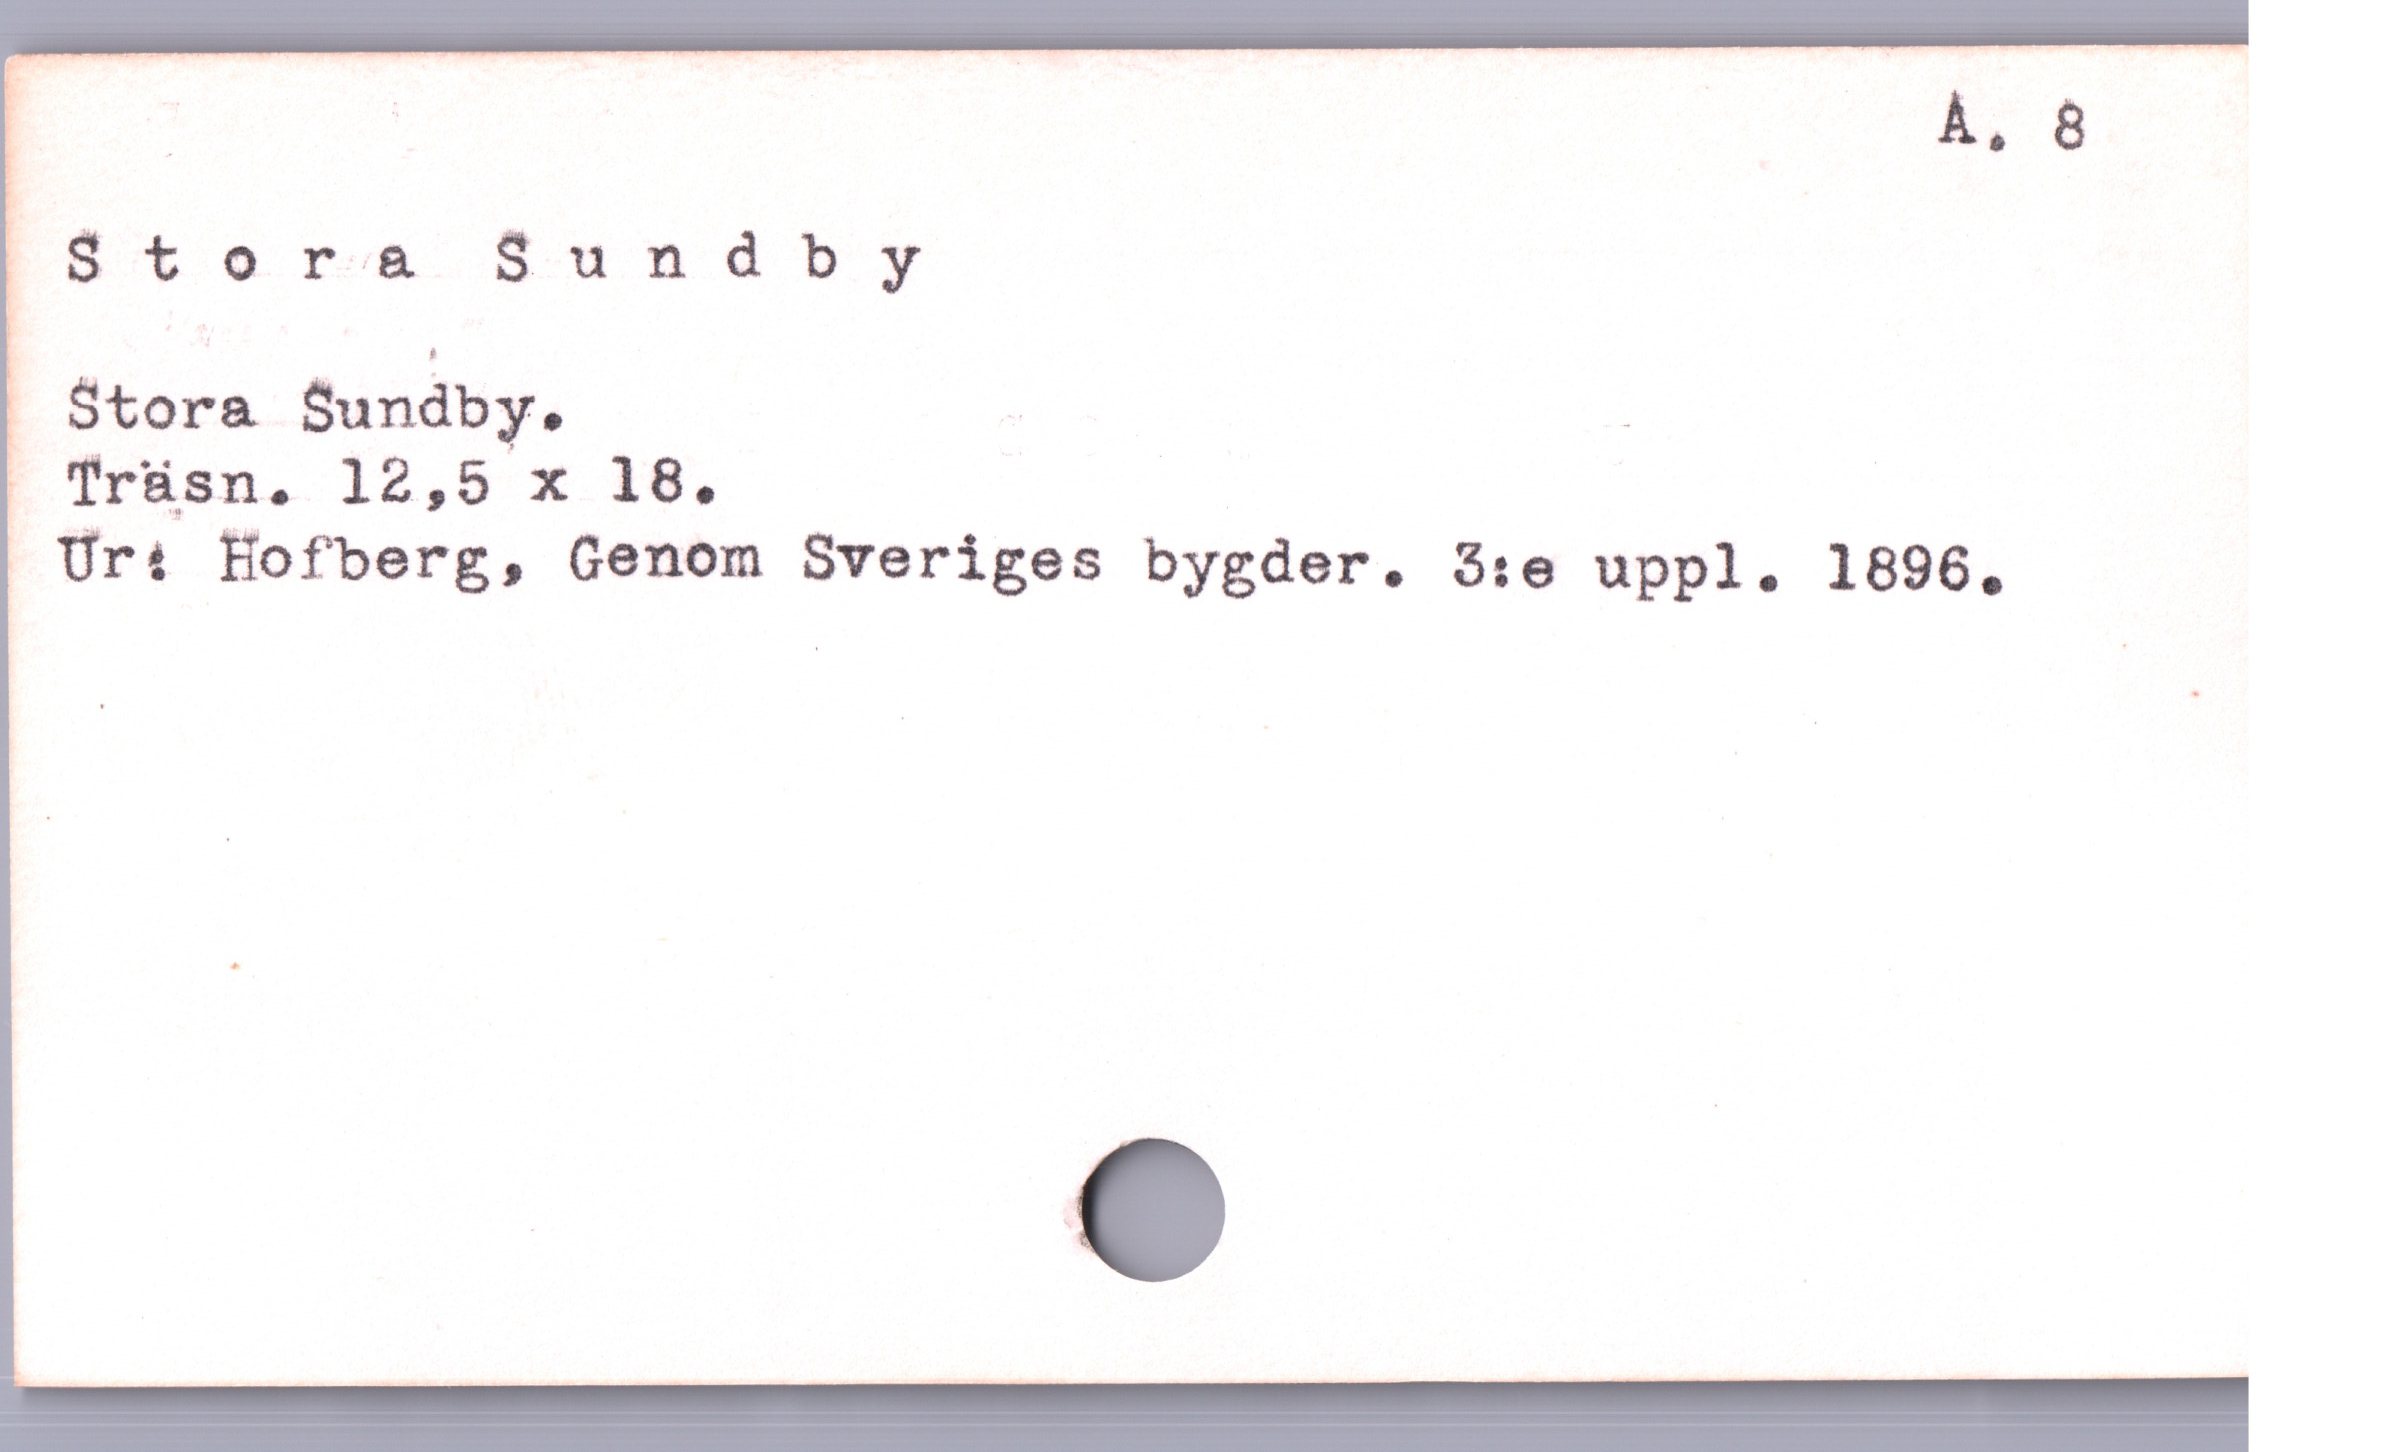 A. 8
S t o r a  S u n d b y
Stora Sundby.
Träsn. 12,5 x 18.
Ur: Hofberg, Genom Sveriges bygder. 3:e uppl. 1896.